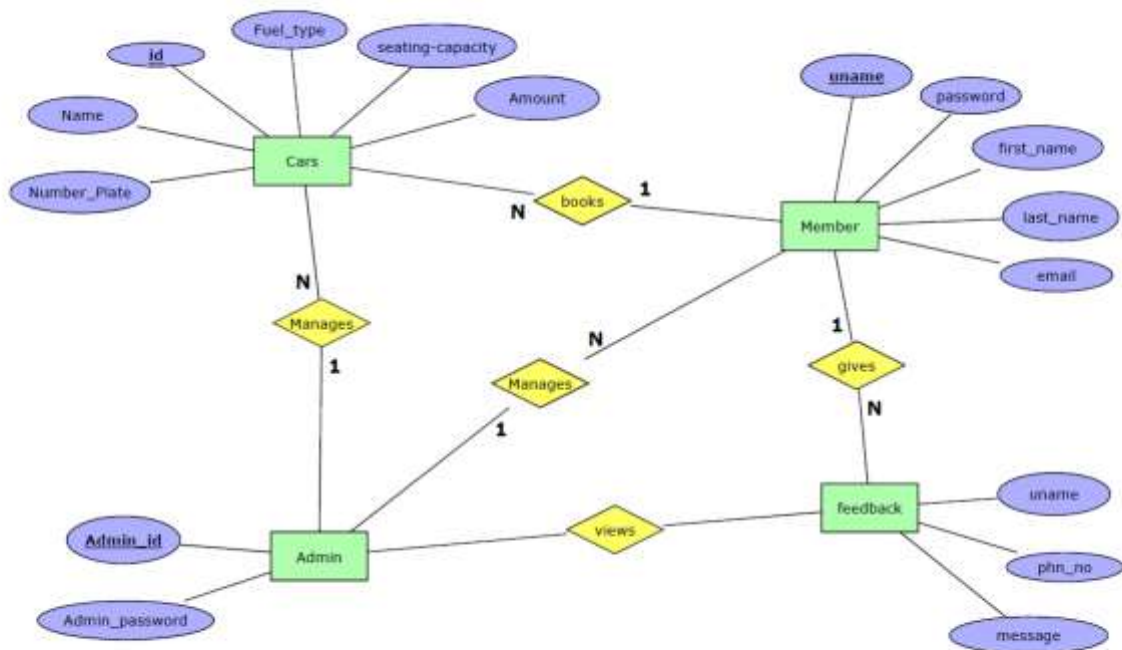 Fuel_type
id
seating-capacity
Name
Amount
Cars
Number_Plate
uname
password
first_name
last_name
email
Member
books
N
1
N
Manages
1
N
Manages
1
1
gives
N
Admin_id
Admin
Admin_password
views
feedback
uname
phn_no
message